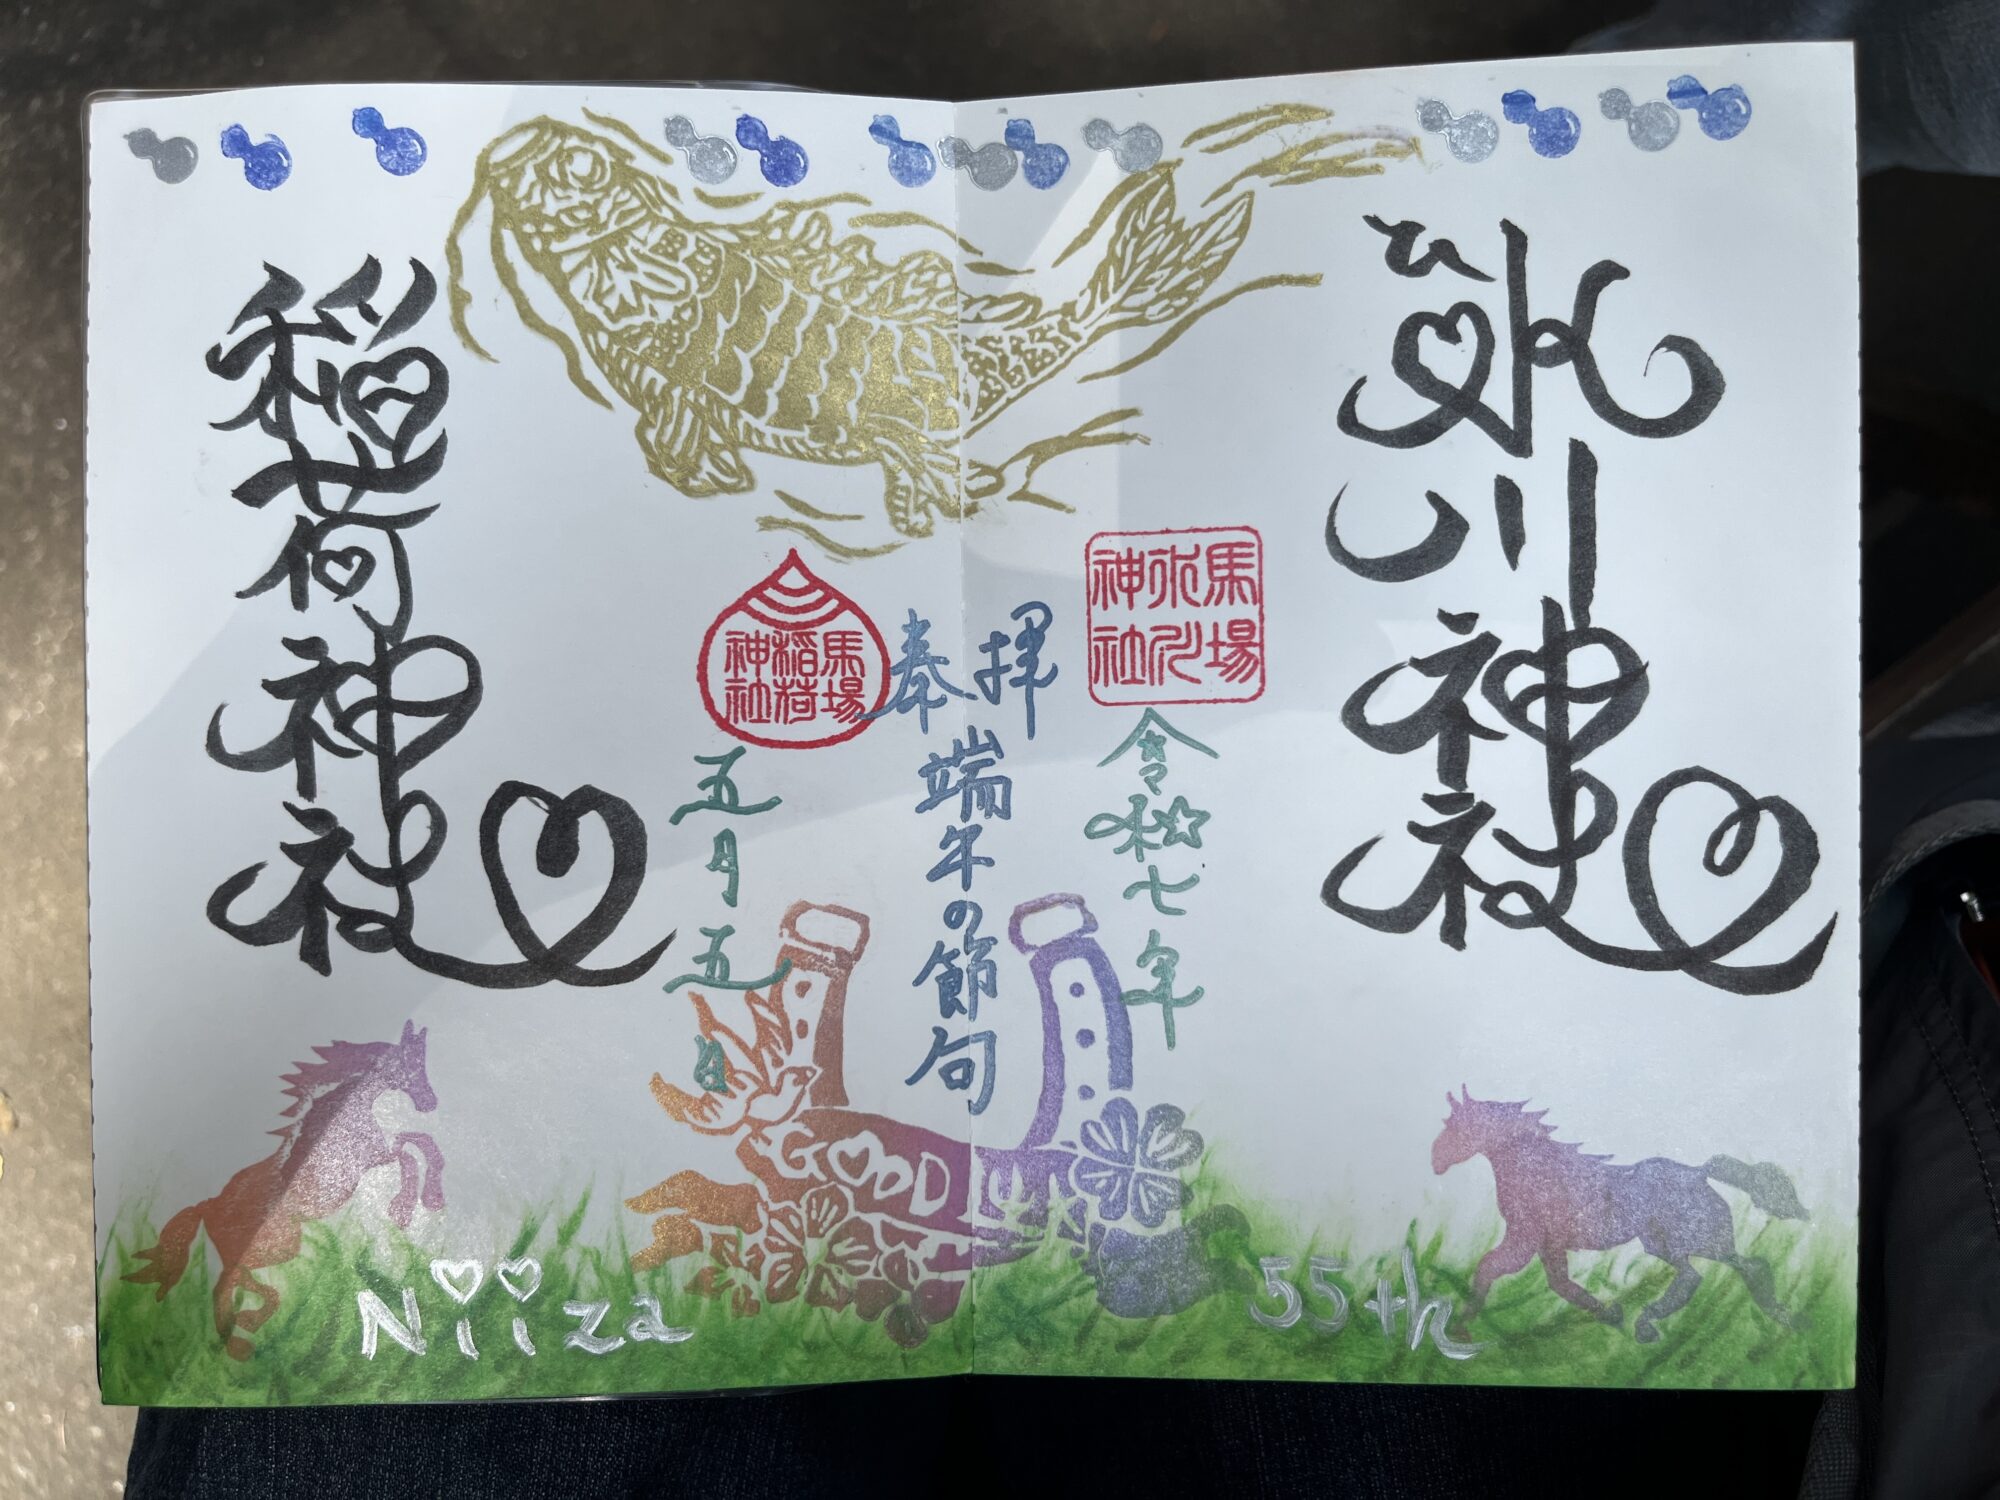 氷川神社
馬場
氷川
神社
令和七年
奉拝
端午の節句
馬場
稲荷
神社
五月五日
稲荷神社
GOOD
Niiza
55th